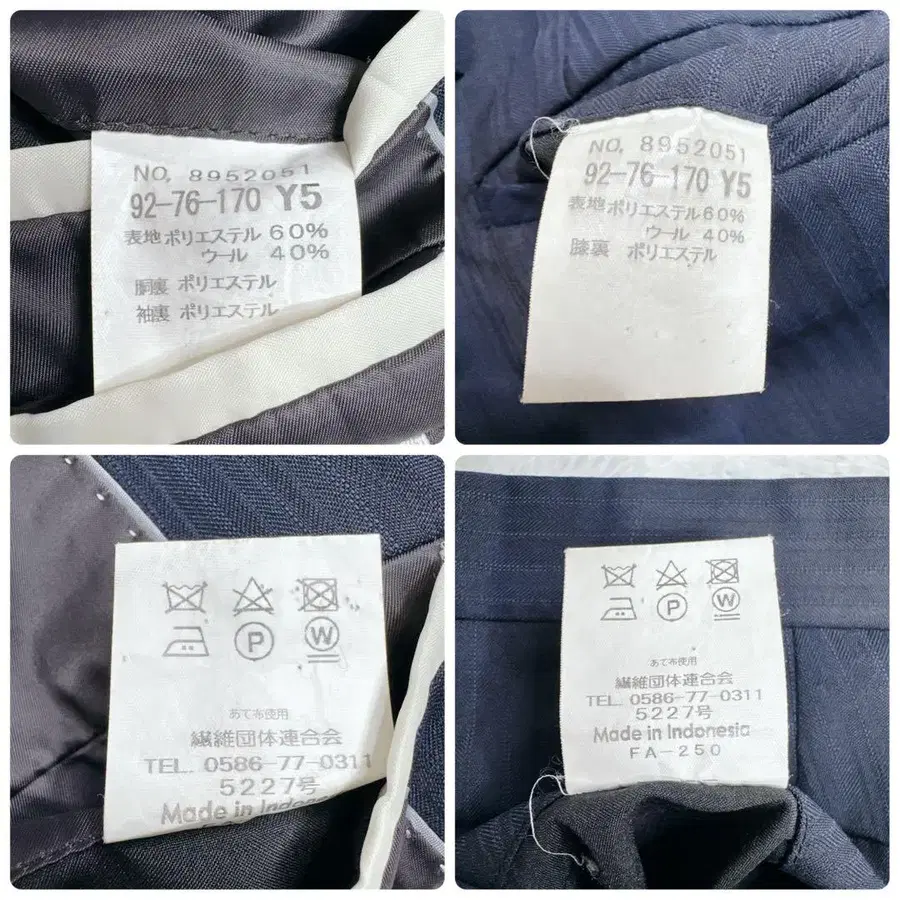 NO. 8952051
92-76-170 Y5
表地 ポリエステル 60%
ウール 40%
胴裏 ポリエステル
袖裏 ポリエステル
NO. 8952051
92-76-170 Y5
表地 ポリエステル 60%
ウール 40%
膝裏 ポリエステル
P W
あて布使用
繊維団体連合会
TEL. 0586-77-0311
5227号
Made in Indones
P W
あて布使用
繊維団体連合会
TEL. 0586-77-0311
5227号
Made in Indonesia
FA-250